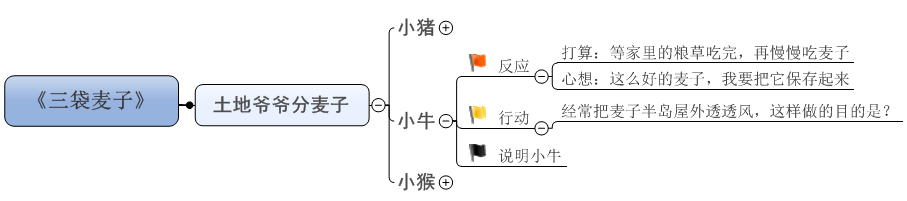 《三袋麦子》
土地爷爷分麦子
小猪
小牛
反应
打算：等家里的粮草吃完，再慢慢吃麦子
心想：这么好的麦子，我要把它保存起来
行动
经常把麦子半岛屋外透透风，这样做的目的是？
说明小牛
小猴